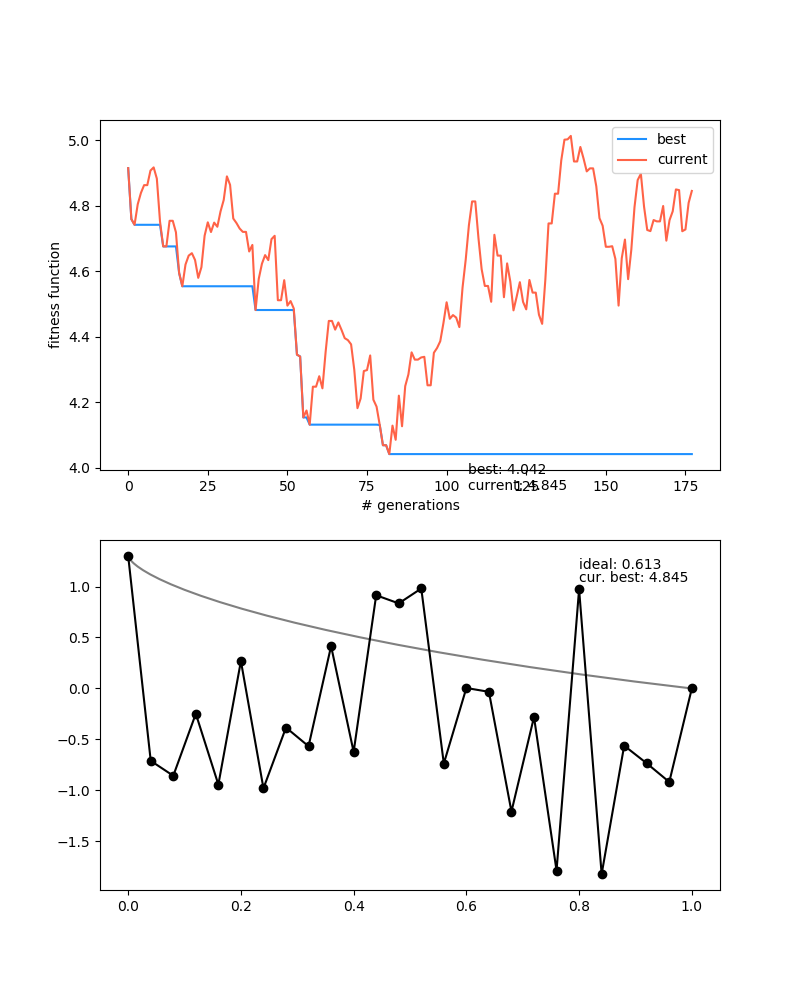 5.0
4.8
4.6
4.4
4.2
4.0
fitness function
best
current
best: 4.042
current: 4.845
0 25 50 75 100 125 150 175
# generations
ideal: 0.613
cur. best: 4.845
1.0
0.5
0.0
−0.5
−1.0
−1.5
0.0 0.2 0.4 0.6 0.8 1.0